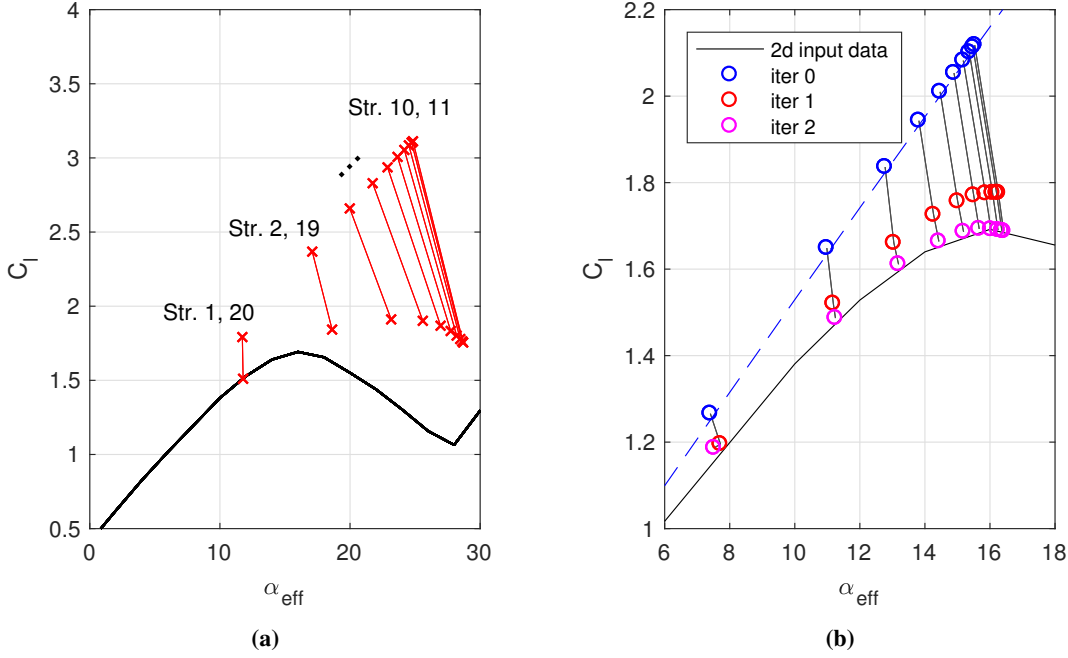 4
3.5
3
2.5
2
1.5
1
0.5
0
10
20
30
C_l
α_eff
Str. 10, 11
Str. 2, 19
Str. 1, 20
(a)
2.2
2
1.8
1.6
1.4
1.2
1
6
8
10
12
14
16
18
C_l
α_eff
2d input data
iter 0
iter 1
iter 2
(b)